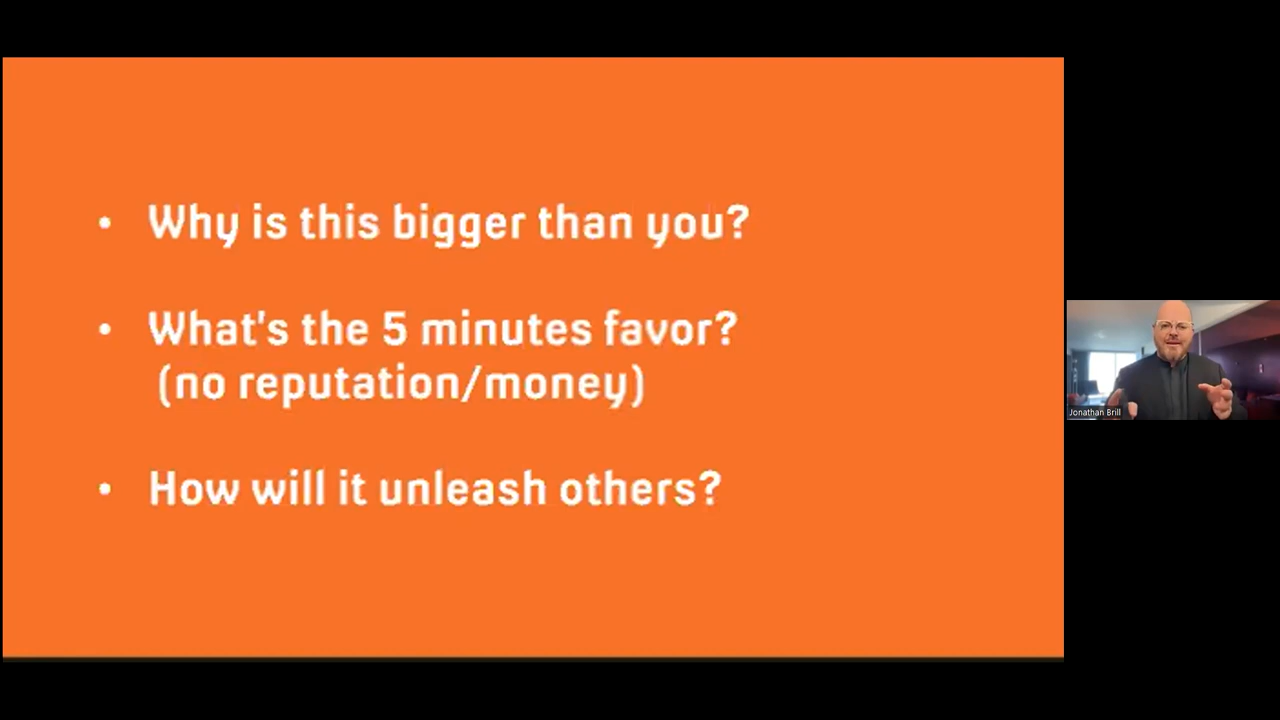 • Why is this bigger than you?
• What's the 5 minutes favor?
(no reputation/money)
• How will it unleash others?
Jonathan Brill